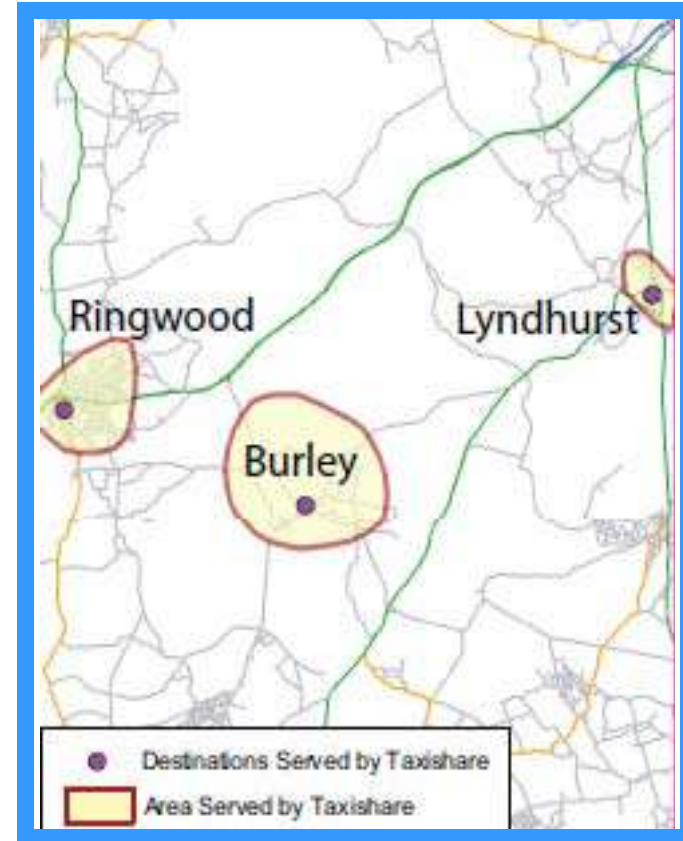 Ringwood
Lyndhurst
Burley
Destinations Served by Taxishare
Area Served by Taxishare